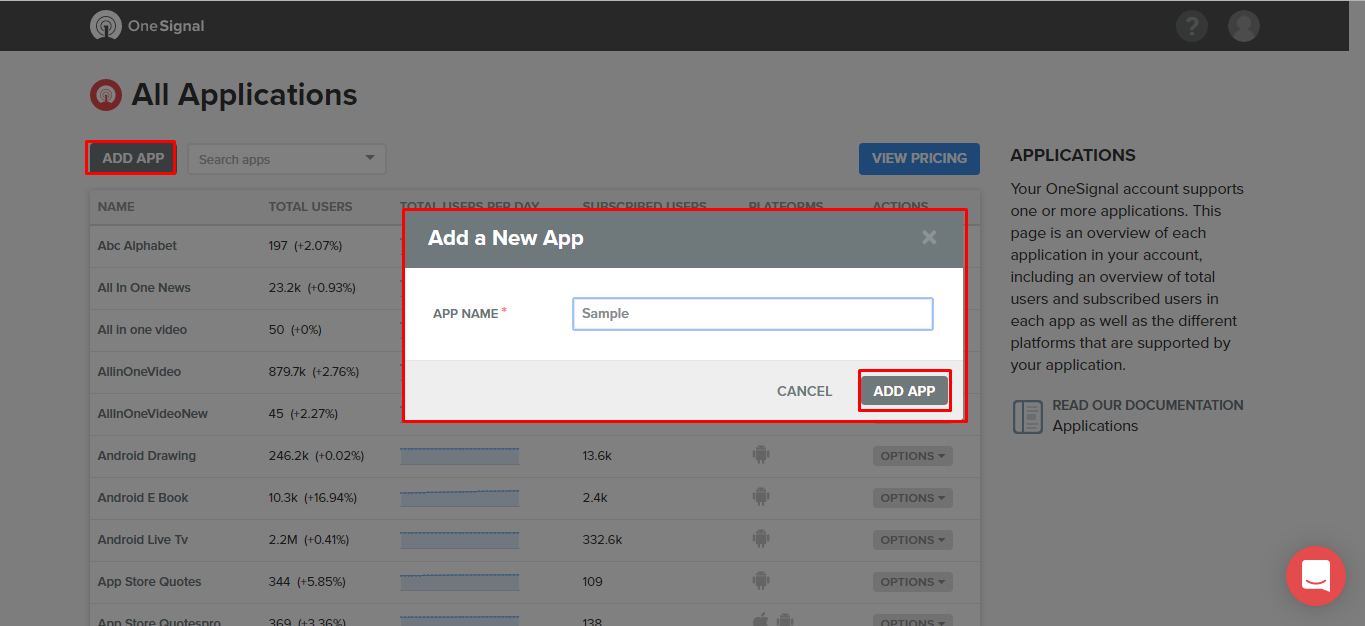 OneSignal
?
All Applications
ADD APP
Search apps
VIEW PRICING
NAME TOTAL USERS TOTAL USERS PER DAY SUBSCRIBED USERS PLATFORMS ACTIONS
Abc Alphabet 197 (+2.07%)
All In One News 23.2k (+0.93%)
All in one video 50 (+0%)
AllinOneVideo 879.7k (+2.76%)
AllInOneVideoNew 45 (+2.27%)
Android Drawing 246.2k (+0.02%) 13.6k OPTIONS
Android E Book 10.3k (+16.94%) 2.4k OPTIONS
Android Live Tv 2.2M (+0.41%) 332.6k OPTIONS
App Store Quotes 344 (+5.85%) 109 OPTIONS
App Store Quotespro 369 (+3.36%) 138 OPTIONS
Add a New App ×
APP NAME *
Sample
CANCEL ADD APP
APPLICATIONS
Your OneSignal account supports
one or more applications. This
page is an overview of each
application in your account,
including an overview of total
users and subscribed users in
each app as well as the different
platforms that are supported by
your application.
READ OUR DOCUMENTATION
Applications